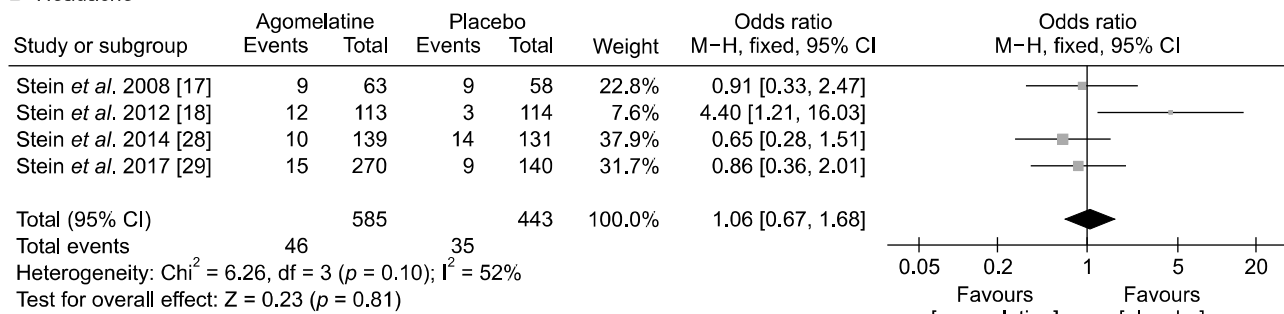 Headache
Agomelatine Placebo Odds ratio Odds ratio
Study or subgroup Events Total Events Total Weight M−H, fixed, 95% CI M−H, fixed, 95% CI
Stein et al. 2008 [17] 9 63 9 58 22.8% 0.91 [0.33, 2.47]
Stein et al. 2012 [18] 12 113 3 114 7.6% 4.40 [1.21, 16.03]
Stein et al. 2014 [28] 10 139 14 131 37.9% 0.65 [0.28, 1.51]
Stein et al. 2017 [29] 15 270 9 140 31.7% 0.86 [0.36, 2.01]
Total (95% CI) 585 443 100.0% 1.06 [0.67, 1.68]
Total events 46 35
Heterogeneity: Chi² = 6.26, df = 3 (p = 0.10); I² = 52%
Test for overall effect: Z = 0.23 (p = 0.81)
0.05 0.2 1 5 20
Favours Favours